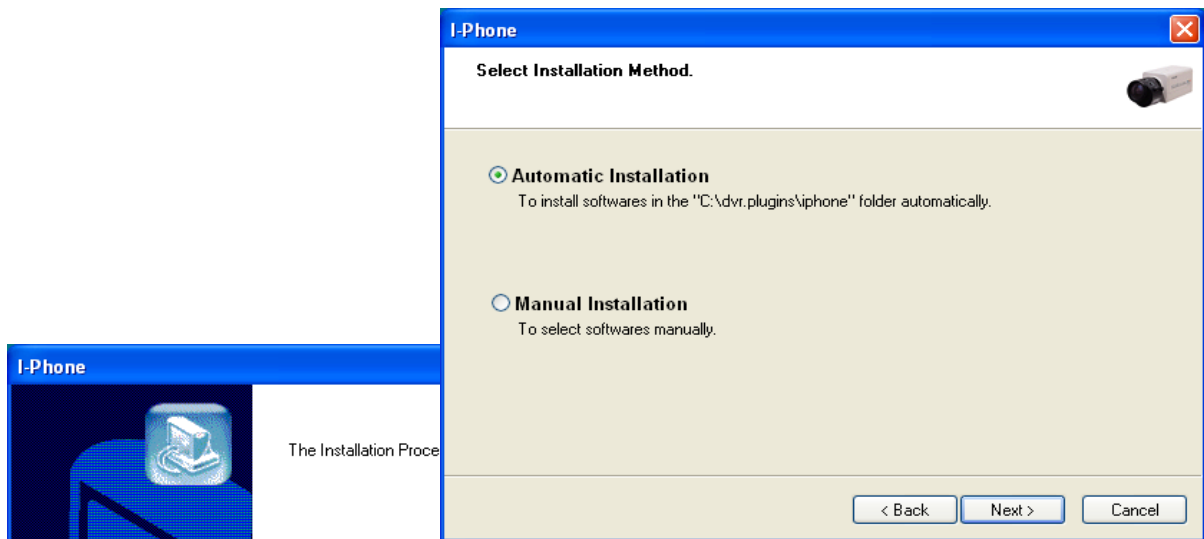 I-Phone
Select Installation Method.
Automatic Installation
To install softwares in the "C:\dvr.plugins\iphone" folder automatically.
Manual Installation
To select softwares manually.
< Back Next > Cancel
I-Phone
The Installation Proce